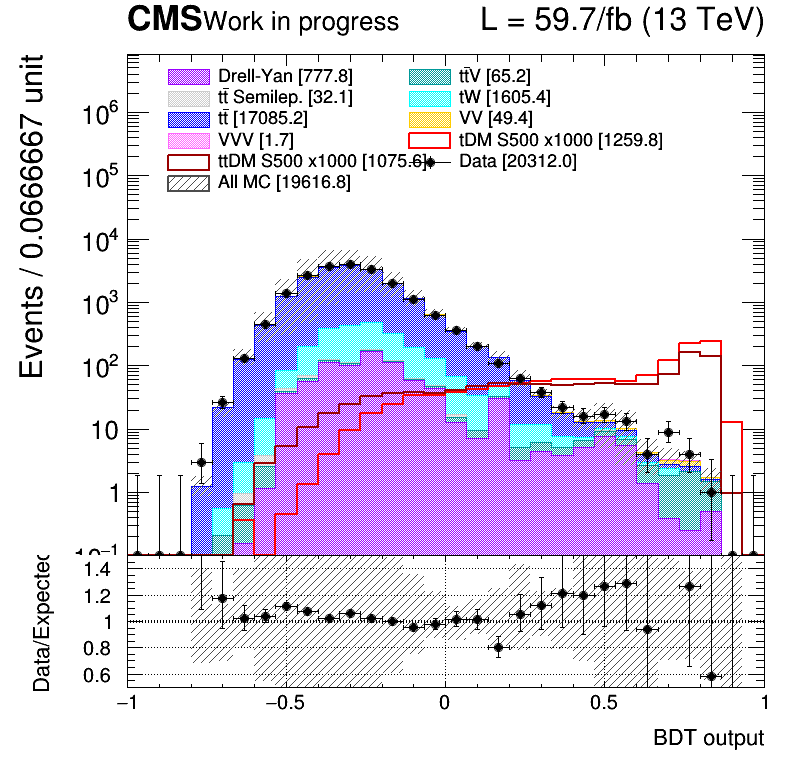 CMS Work in progress L = 59.7/fb (13 TeV)
Events / 0.0666667 unit
Drell-Yan [777.8] tt̄V [65.2]
tt̄ Semilep. [32.1] tW [1605.4]
tt̄ [17085.2] VV [49.4]
VVV [1.7] tDM S500 x1000 [1259.8]
ttDM S500 x1000 [1075.6] Data [20312.0]
All MC [19616.8]
10⁶
10⁵
10⁴
10³
10²
10
1
10⁻¹
Data/Expected
1.4
1.2
1
0.8
0.6
−1 −0.5 0 0.5 1
BDT output